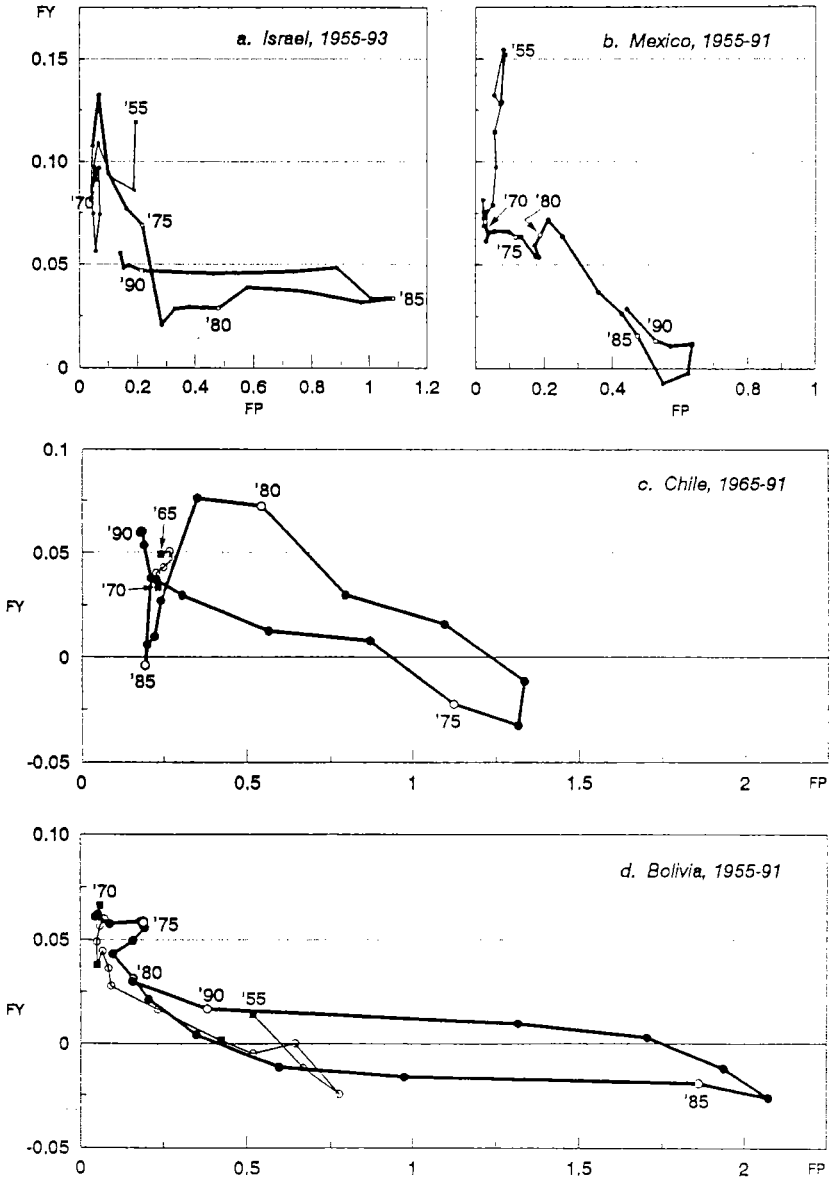 FY
a. Israel, 1955-93
0.15
0.10
0.05
0
'55
'70
'75
'90
'80
'85
0 0.2 0.4 0.6 0.8 1 1.2
FP
b. Mexico, 1955-91
'55
'70
'80
'75
'85
'90
0 0.2 0.4 0.6 0.8 1
FP
c. Chile, 1965-91
0.1
0.05
FY
0
-0.05
'80
'90
'65
'70
'85
'75
0 0.5 1 1.5 2 FP
d. Bolivia, 1955-91
0.10
0.05
FY
0
-0.05
'70
'75
'80
'90
'55
'85
0 0.5 1 1.5 2 FP